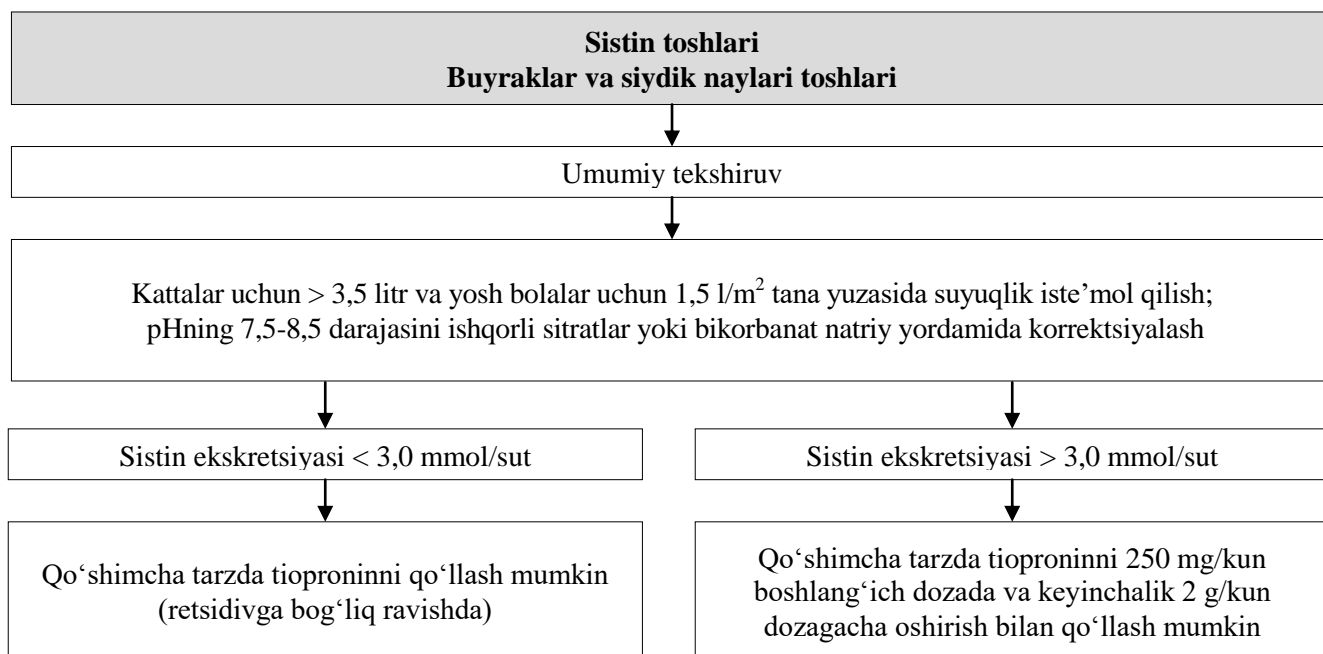 Sistin toshlari
Buyraklar va siydik naylari toshlari
Umumiy tekshiruv
Kattalar uchun > 3,5 litr va yosh bolalar uchun 1,5 l/m² tana yuzasida suyuqlik iste’mol qilish;
pHning 7,5-8,5 darajasini ishqorli sitratlar yoki bikorbanat natriy yordamida korrektsiyalash
Sistin ekskretsiyasi < 3,0 mmol/sut
Sistin ekskretsiyasi > 3,0 mmol/sut
Qo‘shimcha tarzda tioproninni qo‘llash mumkin
(retsidivga bog‘liq ravishda)
Qo‘shimcha tarzda tioproninni 250 mg/kun
boshlang‘ich dozada va keyinchalik 2 g/kun
dozagacha oshirish bilan qo‘llash mumkin